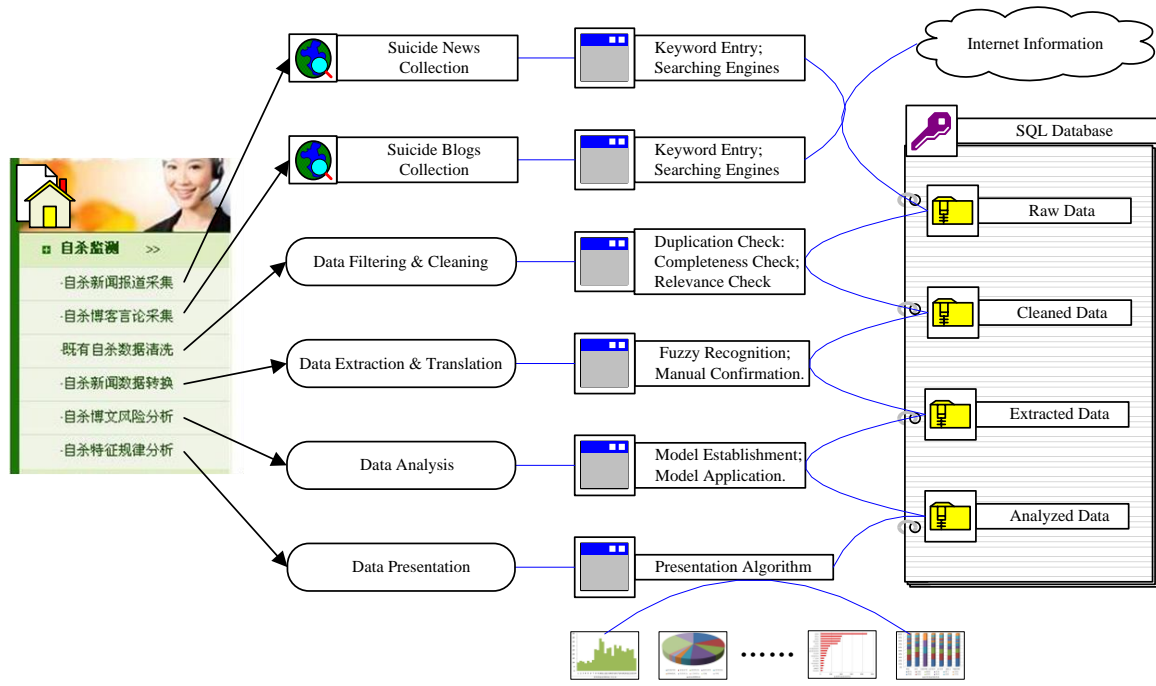 Suicide News
Collection
Keyword Entry;
Searching Engines
Internet Information
Suicide Blogs
Collection
Keyword Entry;
Searching Engines
SQL Database
自杀监测 >>
·自杀新闻报道采集
·自杀博客言论采集
·既有自杀数据清洗
·自杀新闻数据转换
·自杀博文风险分析
·自杀特征规律分析
Raw Data
Data Filtering & Cleaning
Duplication Check:
Completeness Check;
Relevance Check
Cleaned Data
Data Extraction & Translation
Fuzzy Recognition;
Manual Confirmation.
Extracted Data
Data Analysis
Model Establishment;
Model Application.
Analyzed Data
Data Presentation
Presentation Algorithm
……